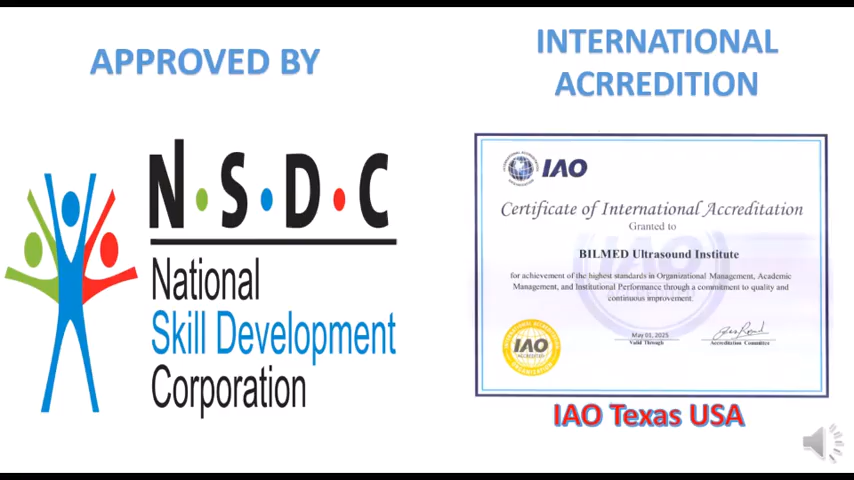 APPROVED BY
N.S.D.C
National
Skill Development
Corporation
INTERNATIONAL
ACRREDITION
IAO
Certificate of International Accreditation
Granted to
BILMED Ultrasound Institute
for achievement of the highest standards in Organizational Management, Academic
Management, and Institutional Performance through a commitment to quality and
continuous improvement.
IAO
May 03, 2025
Valid Through
Accreditation Committee
IAO Texas USA